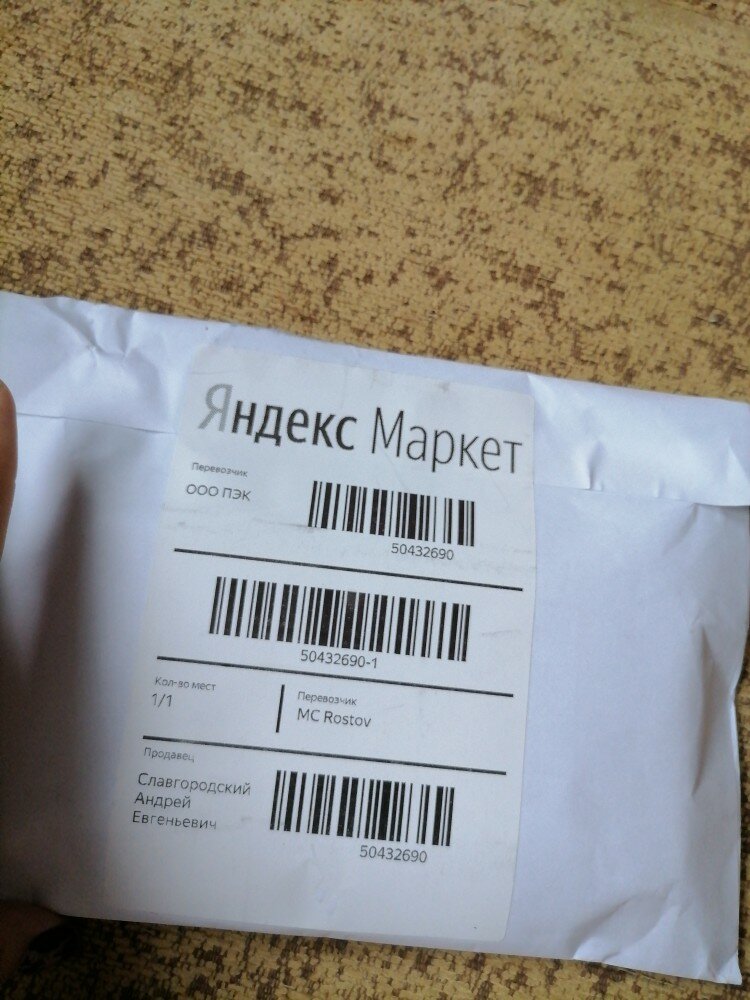 Яндекс Маркет
Перевозчик
ООО ПЭК
50432690
50432690-1
Кол-во мест
1/1
Перевозчик
МС Rostov
Продавец
Славгородский
Андрей
Евгеньевич
50432690